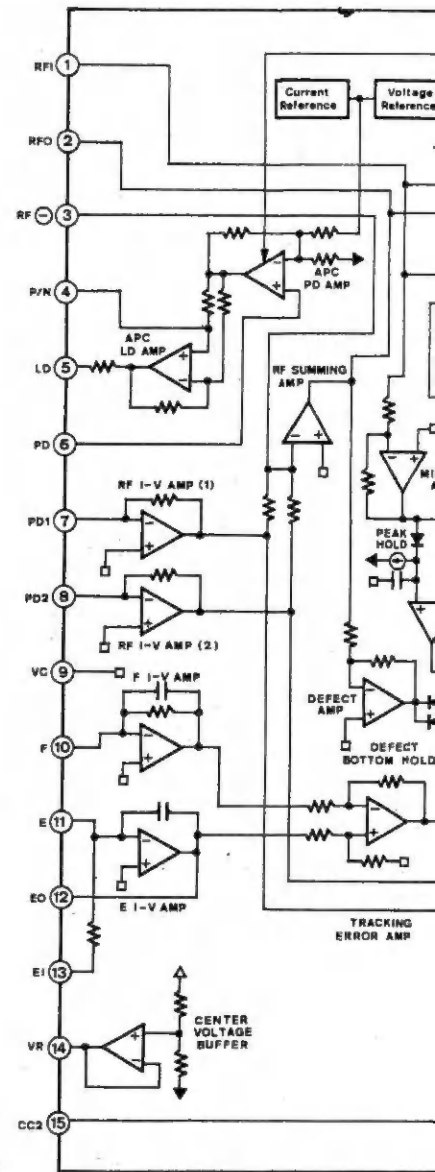 RFI 1
Current Reference
Voltage Reference
RFO 2
RF ⊖ 3
P/N 4
APC
PD AMP
APC
LD AMP
LD 5
RF SUMMING
AMP
PD 6
RF I-V AMP (1)
PD1 7
PEAK
HOLD
PD2 8
RF I-V AMP (2)
VC 9
F I-V AMP
DEFECT
AMP
F 10
DEFECT
BOTTOM HOLD
E 11
EO 12
E I-V AMP
TRACKING
ERROR AMP
EI 13
CENTER
VOLTAGE
BUFFER
VR 14
CC2 15